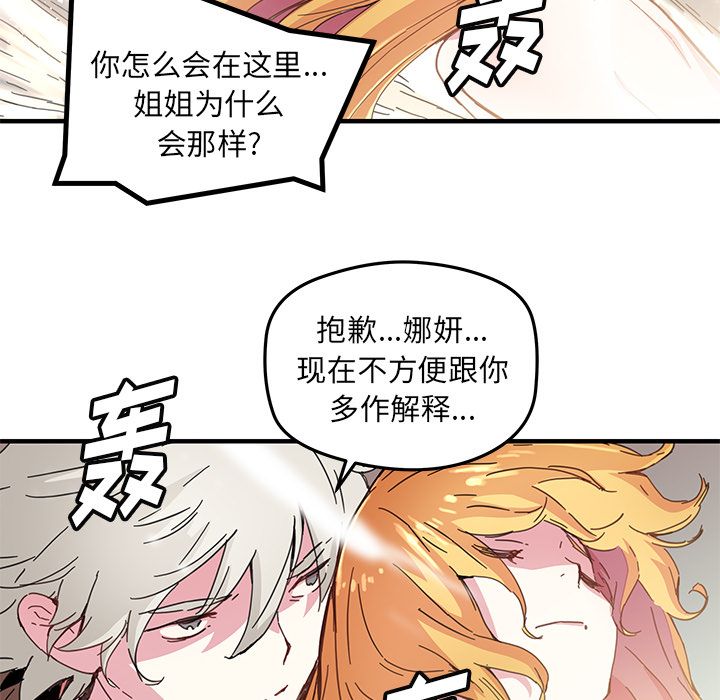 轰
你怎么会在这里...
姐姐为什么
会那样?
抱歉...娜妍...
现在不方便跟你
多作解释...
轰